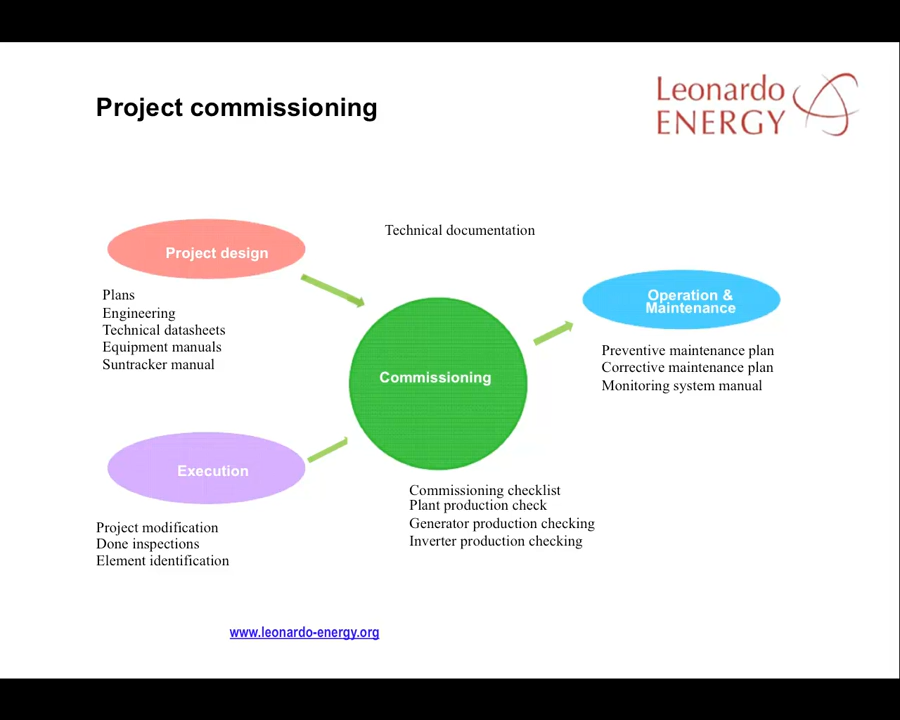 Project commissioning
Leonardo
ENERGY
Technical documentation
Project design
Plans
Engineering
Technical datasheets
Equipment manuals
Suntracker manual
Operation &
Maintenance
Preventive maintenance plan
Corrective maintenance plan
Monitoring system manual
Commissioning
Execution
Project modification
Done inspections
Element identification
Commissioning checklist
Plant production check
Generator production checking
Inverter production checking
www.leonardo-energy.org